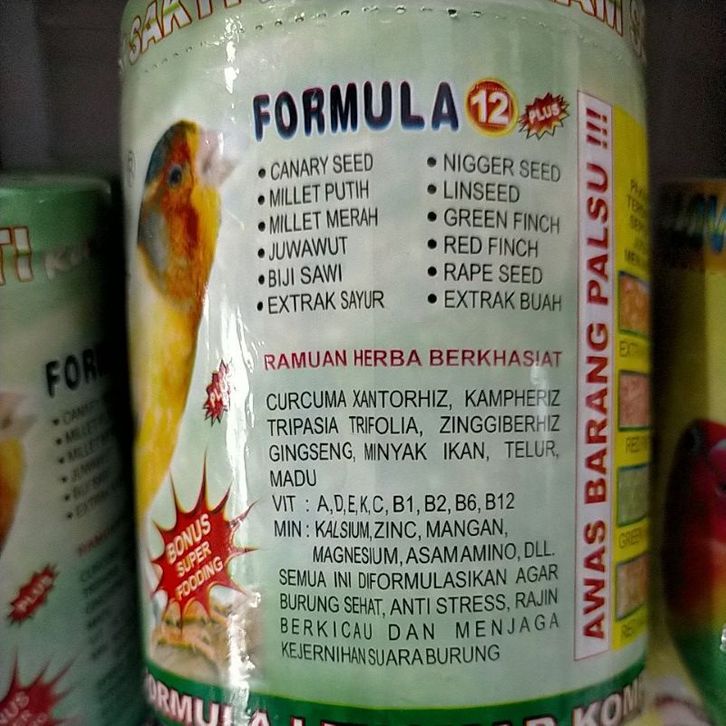 SAKTI
FORMULA 12 PLUS
• CANARY SEED
• MILLET PUTIH
• MILLET MERAH
• JUWAWUT
• BIJI SAWI
• EXTRAK SAYUR
• NIGGER SEED
• LINSEED
• GREEN FINCH
• RED FINCH
• RAPE SEED
• EXTRAK BUAH
RAMUAN HERBA BERKHASIAT
PLUS
CURCUMA XANTORHIZ, KAMPHERIZ
TRIPASIA TRIFOLIA, ZINGGIBERHIZ
GINGSENG, MINYAK IKAN, TELUR,
MADU
VIT : A,D,E,K,C, B1, B2, B6, B12
MIN : KALSIUM,ZINC, MANGAN,
MAGNESIUM, ASAM AMINO, DLL.
SEMUA INI DIFORMULASIKAN AGAR
BURUNG SEHAT, ANTI STRESS, RAJIN
BERKICAU DAN MENJAGA
KEJERNIHAN SUARA BURUNG
BONUS
SUPER
FOODING
AWAS BARANG PALSU !!!
PLUS
BONUS